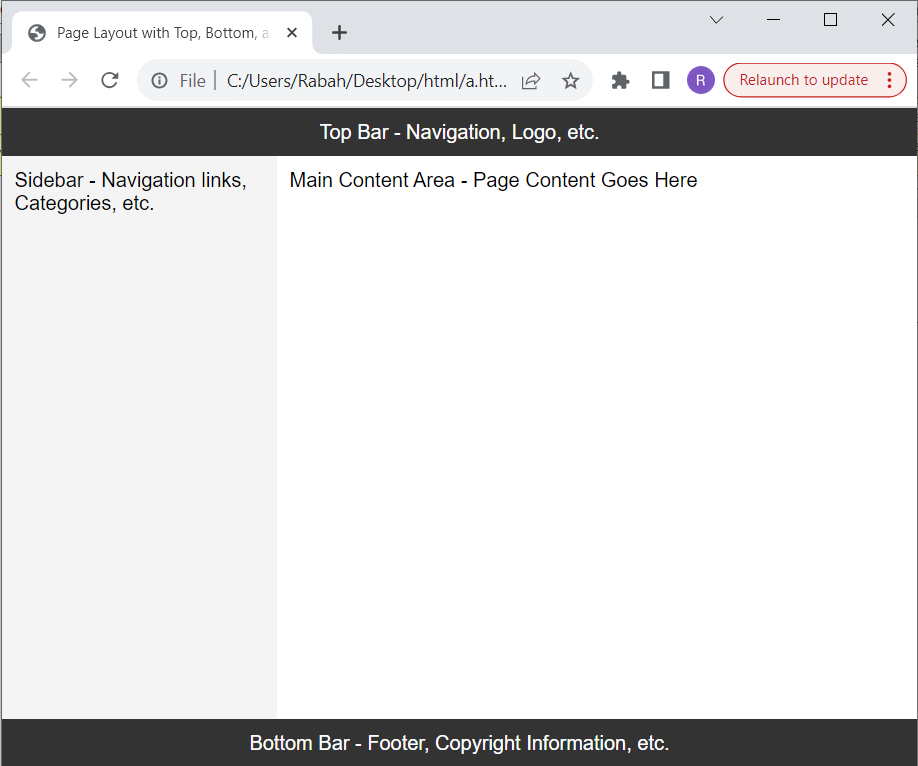 Page Layout with Top, Bottom, a
File
C:/Users/Rabah/Desktop/html/a.ht...
R
Relaunch to update
Top Bar - Navigation, Logo, etc.
Sidebar - Navigation links,
Categories, etc.
Main Content Area - Page Content Goes Here
Bottom Bar - Footer, Copyright Information, etc.